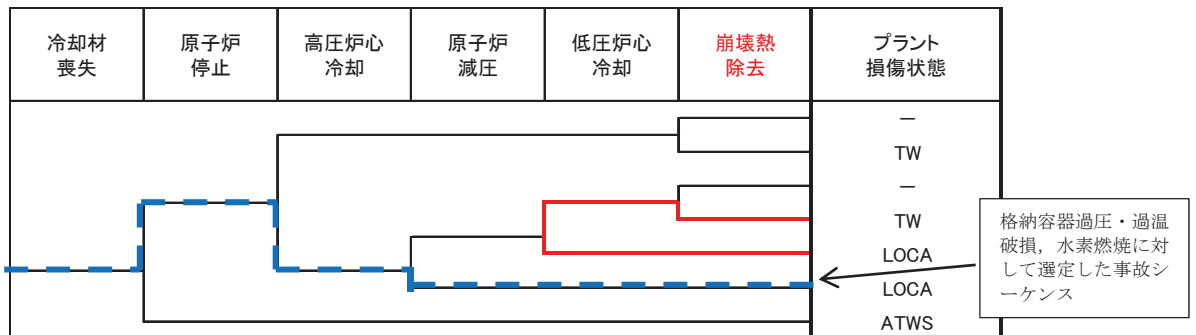 冷却材
喪失
原子炉
停止
高圧炉心
冷却
原子炉
減圧
低圧炉心
冷却
崩壊熱
除去
プラント
損傷状態
－
TW
－
TW
LOCA
LOCA
ATWS
格納容器過圧・過温
破損，水素燃焼に対
して選定した事故シ
ーケンス